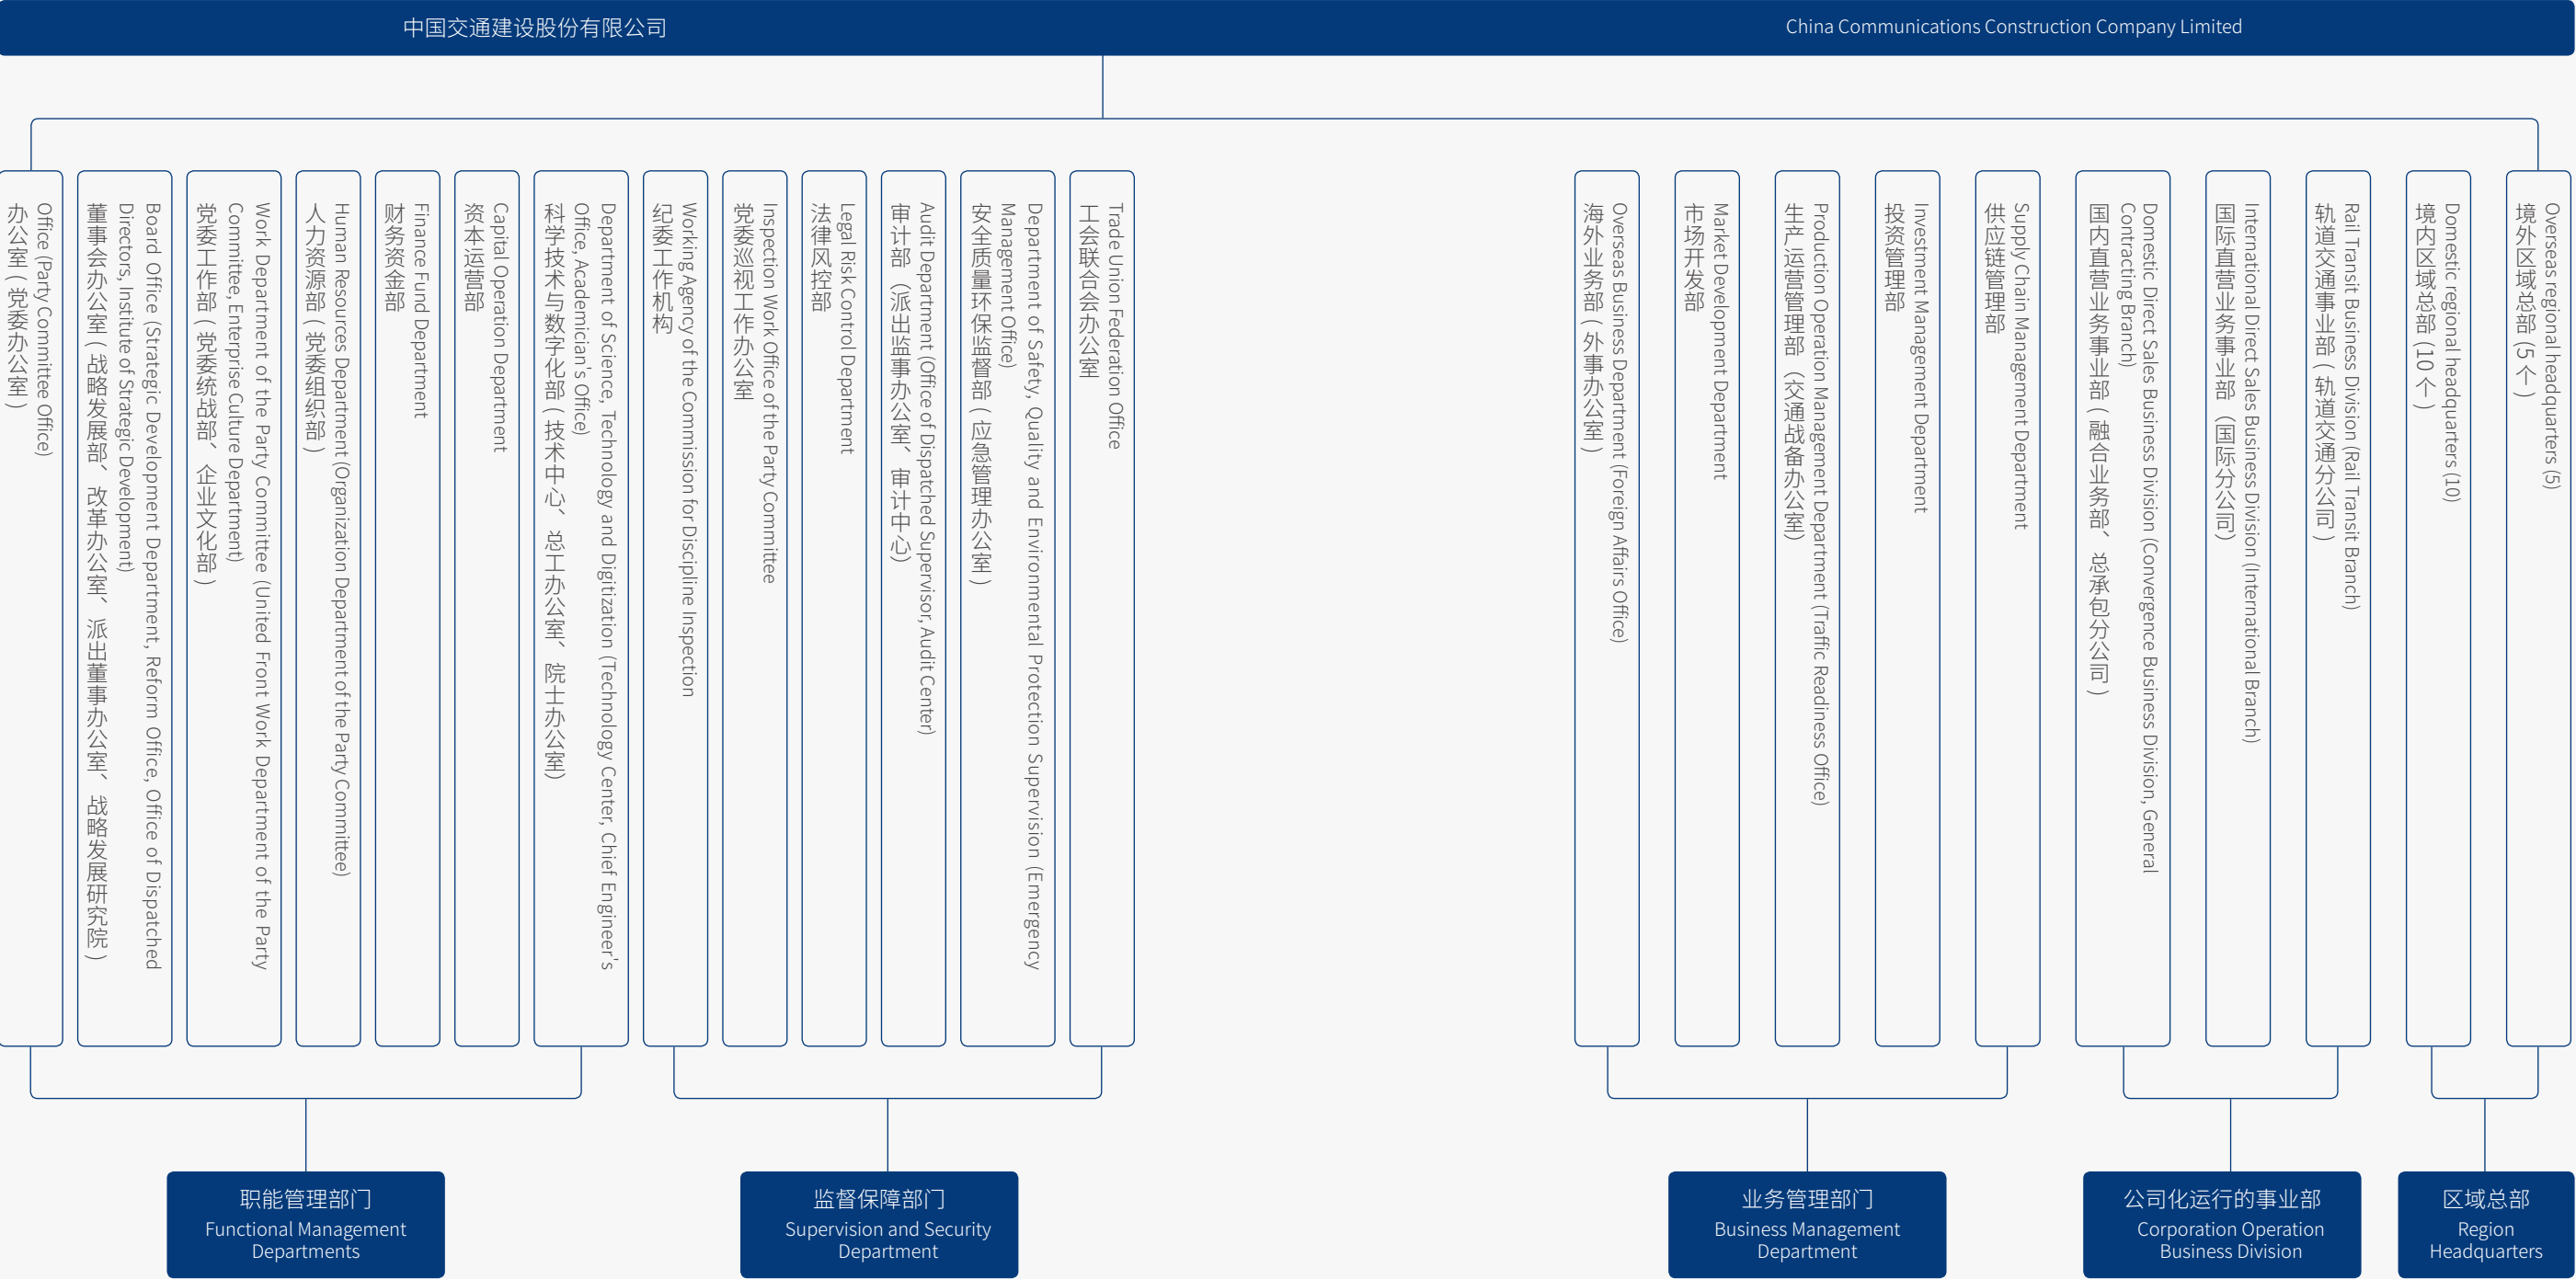 中国交通建设股份有限公司
China Communications Construction Company Limited
Office (Party Committee Office)
办公室 ( 党委办公室 )
Board Office (Strategic Development Department, Reform Office, Office of Dispatched
Directors, Institute of Strategic Development)
董事会办公室 ( 战略发展部、改革办公室、派出董事办公室、战略发展研究院 )
Work Department of the Party Committee (United Front Work Department of the Party
Committee, Enterprise Culture Department)
党委工作部 ( 党委统战部、企业文化部 )
Human Resources Department (Organization Department of the Party Committee)
人力资源部 ( 党委组织部 )
Finance Fund Department
财务资金部
Capital Operation Department
资本运营部
Department of Science, Technology and Digitization (Technology Center, Chief Engineer's
Office, Academician's Office)
科学技术与数字化部 ( 技术中心、总工办公室、院士办公室)
Working Agency of the Commission for Discipline Inspection
纪委工作机构
Inspection Work Office of the Party Committee
党委巡视工作办公室
Legal Risk Control Department
法律风控部
Audit Department (Office of Dispatched Supervisor, Audit Center)
审计部 （派出监事办公室、审计中心）
Department of Safety, Quality and Environmental Protection Supervision (Emergency
Management Office)
安全质量环保监督部 ( 应急管理办公室 )
Trade Union Federation Office
工会联合会办公室
Overseas Business Department (Foreign Affairs Office)
海外业务部 ( 外事办公室 )
Market Development Department
市场开发部
Production Operation Management Department (Traffic Readiness Office)
生产运营管理部 （交通战备办公室）
Investment Management Department
投资管理部
Supply Chain Management Department
供应链管理部
Domestic Direct Sales Business Division (Convergence Business Division, General
Contracting Branch)
国内直营业务事业部 ( 融合业务部、总承包分公司 )
International Direct Sales Business Division (International Branch)
国际直营业务事业部 （国际分公司）
Rail Transit Business Division (Rail Transit Branch)
轨道交通事业部 ( 轨道交通分公司 )
Domestic regional headquarters (10)
境内区域总部 (10 个 )
Overseas regional headquarters (5)
境外区域总部 (5 个 )
职能管理部门
Functional Management
Departments
监督保障部门
Supervision and Security
Department
业务管理部门
Business Management
Department
公司化运行的事业部
Corporation Operation
Business Division
区域总部
Region
Headquarters